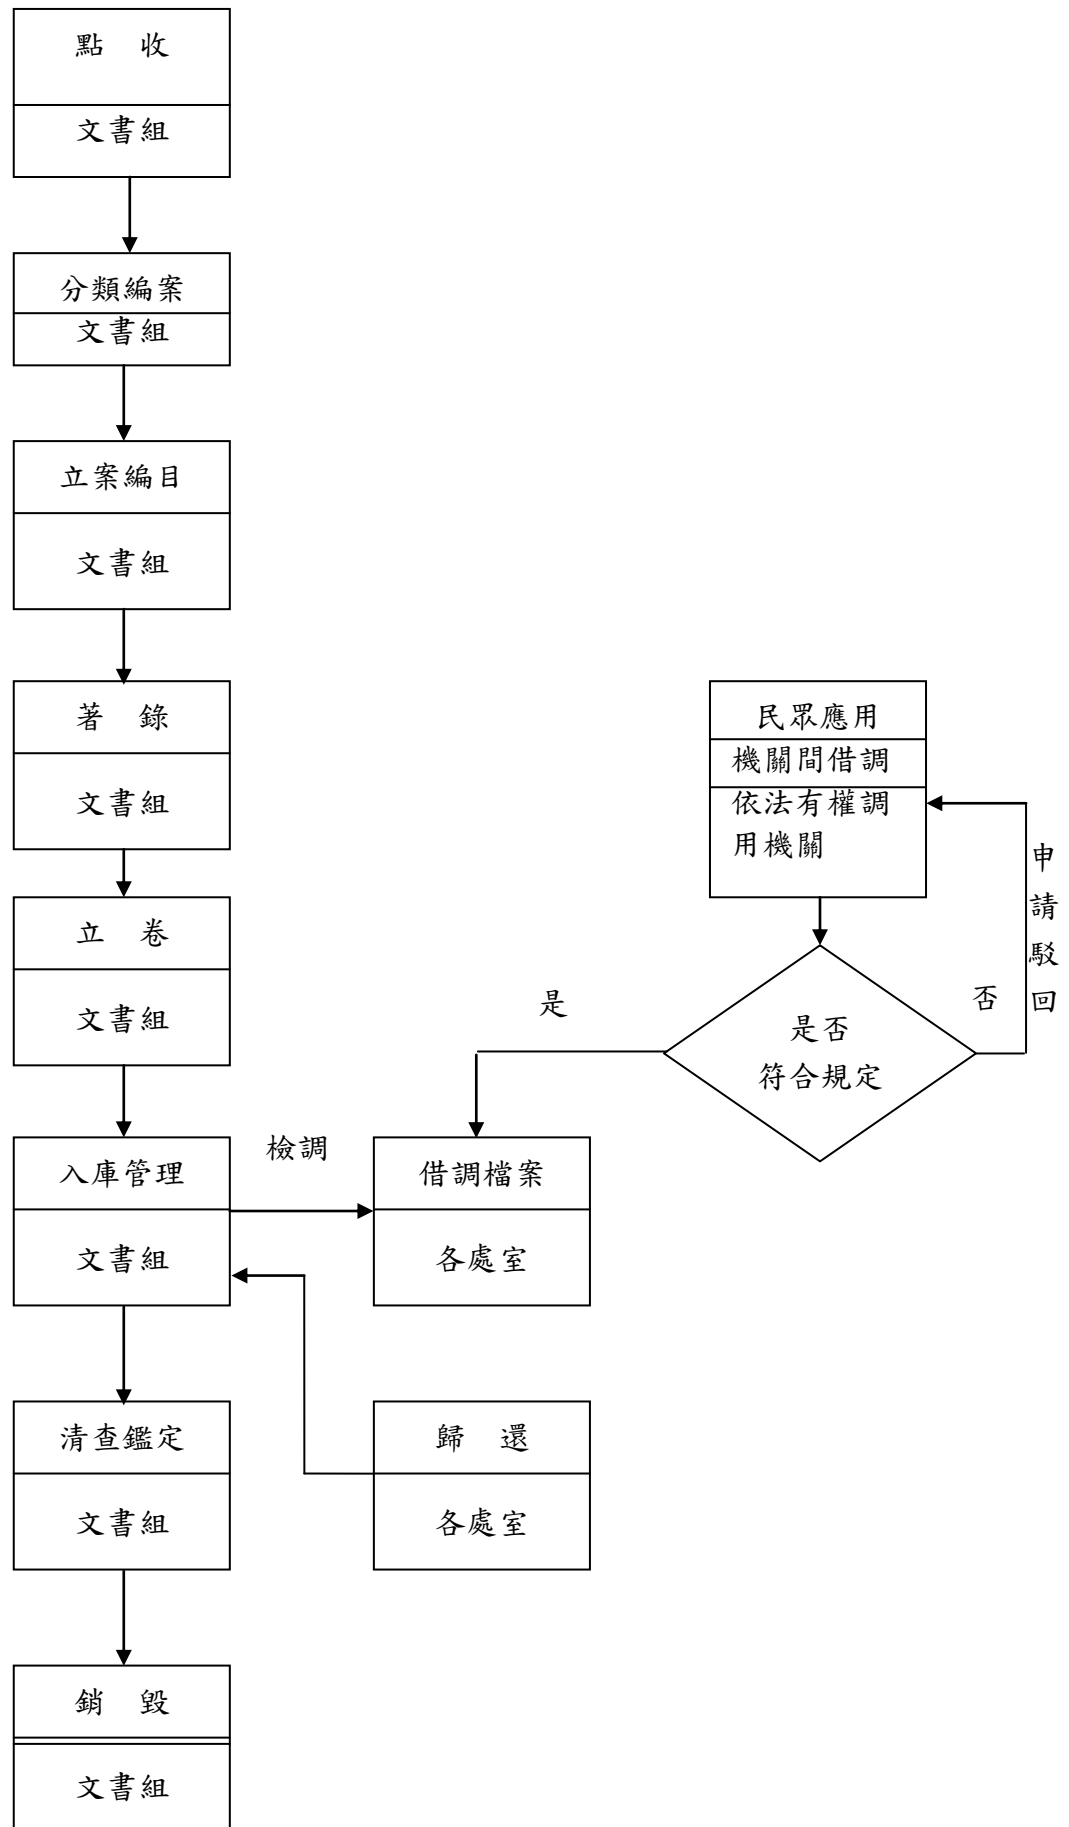 點　收
文書組
分類編案
文書組
立案編目
文書組
著　錄
文書組
立　卷
文書組
入庫管理
文書組
清查鑑定
文書組
銷　毀
文書組
檢調
借調檔案
各處室
歸　還
各處室
民眾應用
機關間借調
依法有權調
用機關
是否
符合規定
是
否
申請駁回